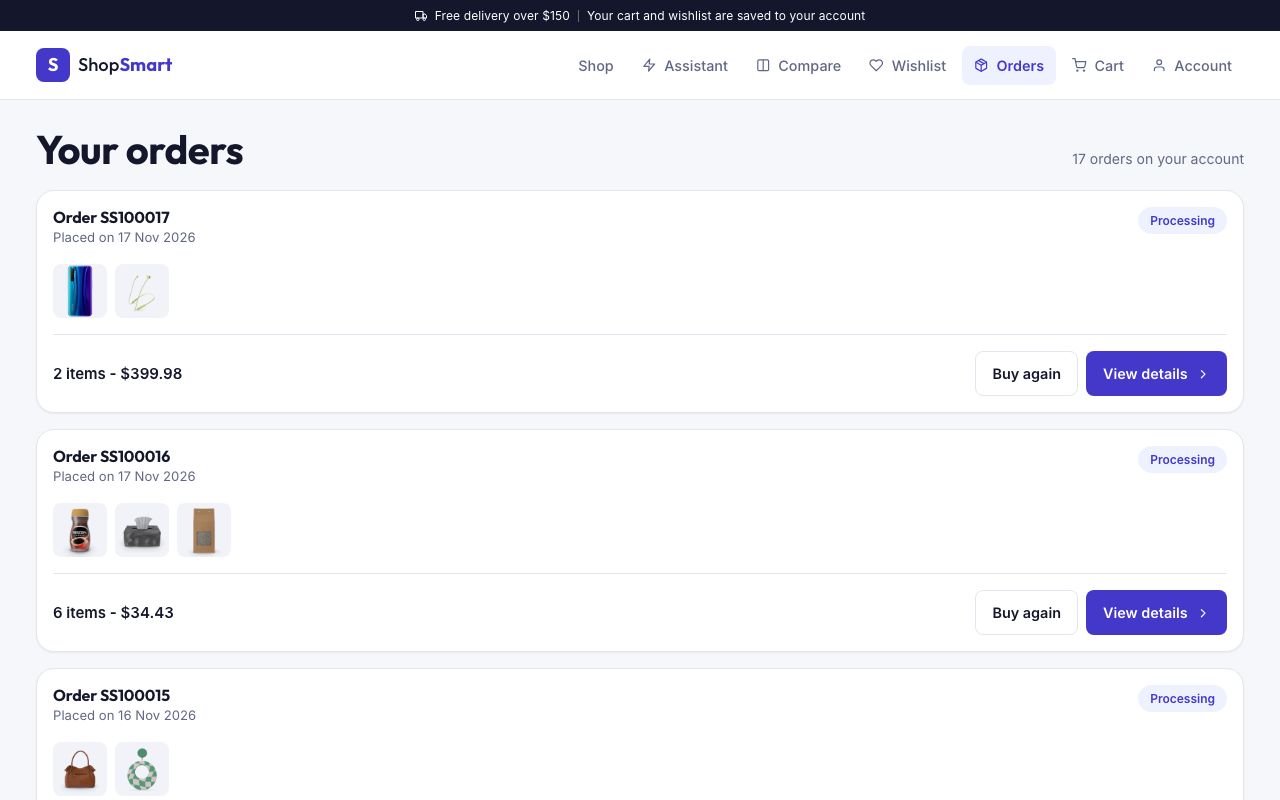 Free delivery over $150 | Your cart and wishlist are saved to your account
S ShopSmart
Shop Assistant Compare Wishlist Orders Cart Account
Your orders
17 orders on your account
Order SS100017
Processing
Placed on 17 Nov 2026
2 items - $399.98
Buy again
View details
Order SS100016
Processing
Placed on 17 Nov 2026
NESCAFÉ
6 items - $34.43
Buy again
View details
Order SS100015
Processing
Placed on 16 Nov 2026